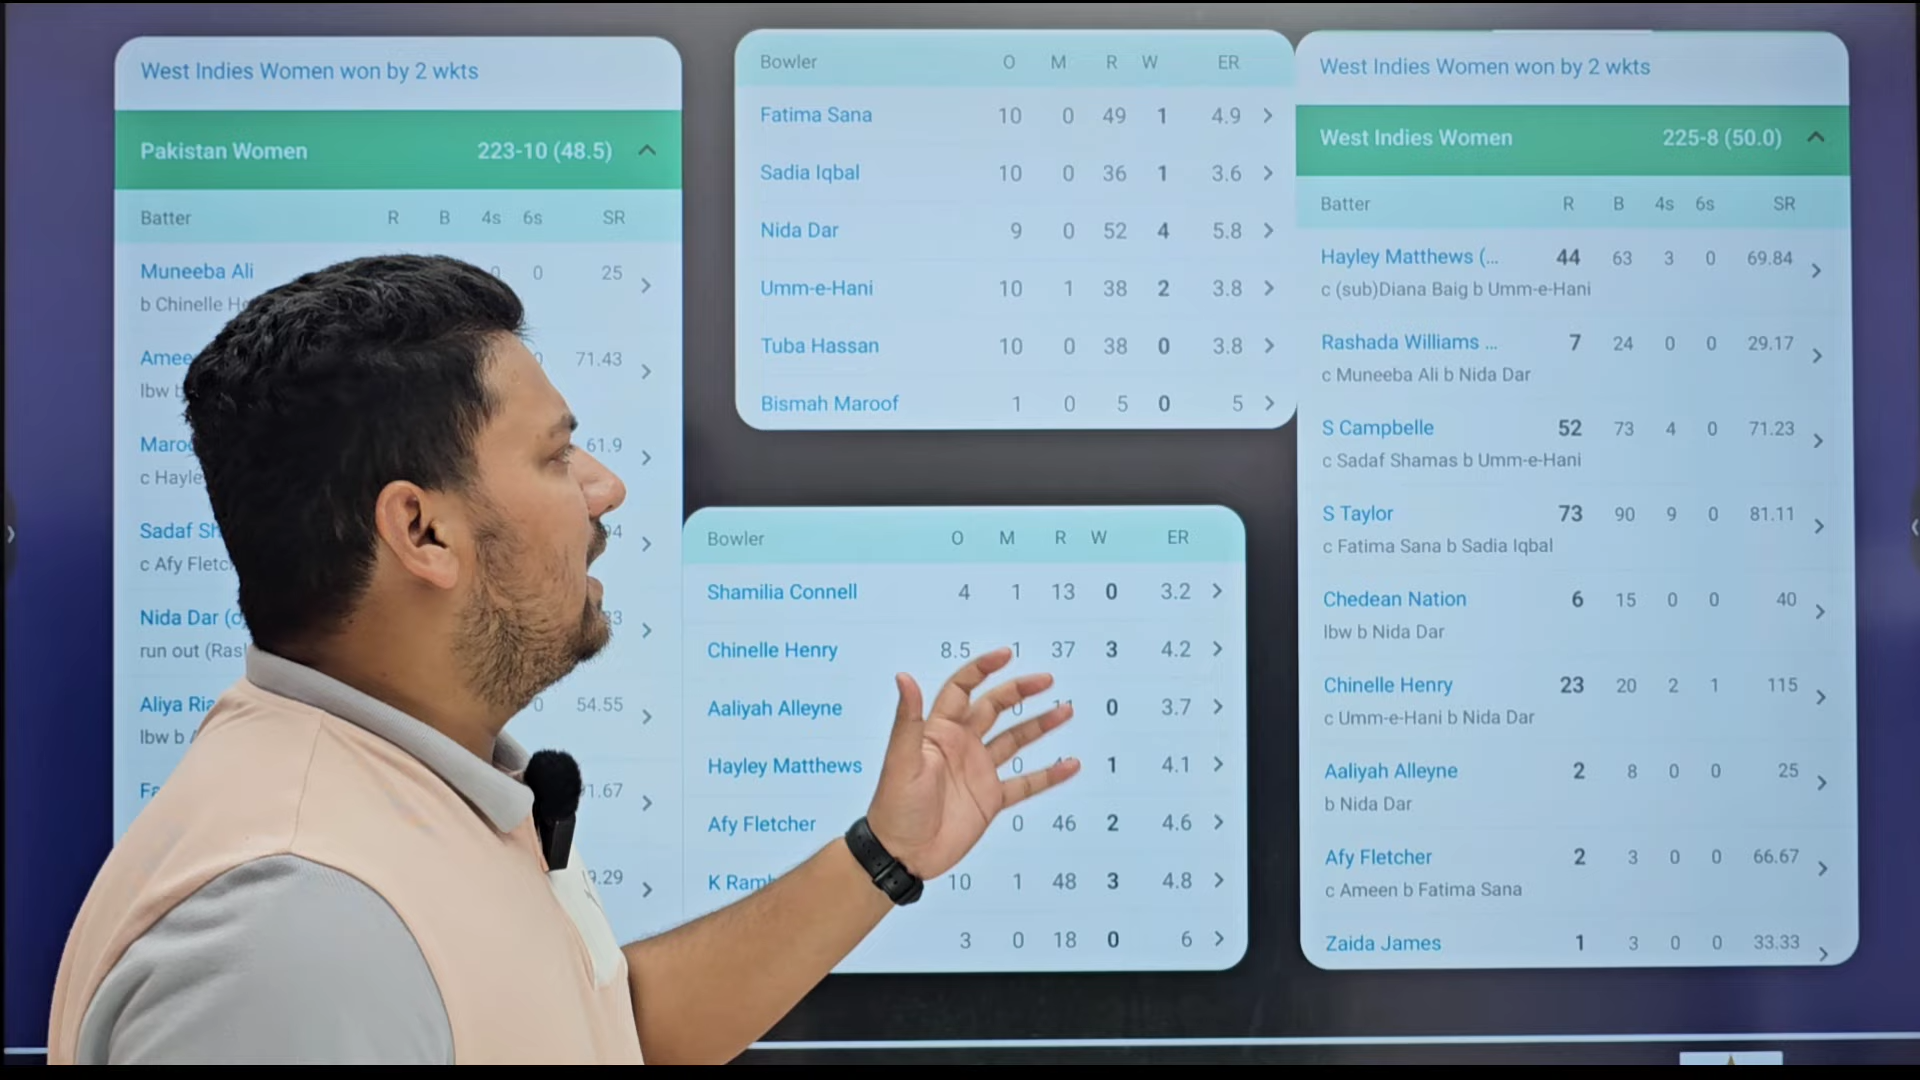 West Indies Women won by 2 wkts
Pakistan Women 223-10 (48.5)
Batter R B 4s 6s SR
Muneeba Ali 0 0 25
b Chinelle
71.43
lbw
61.9
c Hayley
Sadaf
c Afy
Nida Dar
run out
Aliya 0 54.55
lbw b
Bowler O M R W ER
Fatima Sana 10 0 49 1 4.9
Sadia Iqbal 10 0 36 1 3.6
Nida Dar 9 0 52 4 5.8
Umm-e-Hani 10 1 38 2 3.8
Tuba Hassan 10 0 38 0 3.8
Bismah Maroof 1 0 5 0 5
Bowler O M R W ER
Shamilia Connell 4 1 13 0 3.2
Chinelle Henry 8.5 1 37 3 4.2
Aaliyah Alleyne 0 11 0 3.7
Hayley Matthews 0 1 4.1
Afy Fletcher 0 46 2 4.6
K 10 1 48 3 4.8
3 0 18 0 6
West Indies Women won by 2 wkts
West Indies Women 225-8 (50.0)
Batter R B 4s 6s SR
Hayley Matthews (... 44 63 3 0 69.84
c (sub)Diana Baig b Umm-e-Hani
Rashada Williams ... 7 24 0 0 29.17
c Muneeba Ali b Nida Dar
S Campbelle 52 73 4 0 71.23
c Sadaf Shamas b Umm-e-Hani
S Taylor 73 90 9 0 81.11
c Fatima Sana b Sadia Iqbal
Chedean Nation 6 15 0 0 40
lbw b Nida Dar
Chinelle Henry 23 20 2 1 115
c Umm-e-Hani b Nida Dar
Aaliyah Alleyne 2 8 0 0 25
b Nida Dar
Afy Fletcher 2 3 0 0 66.67
c Ameen b Fatima Sana
Zaida James 1 3 0 0 33.33